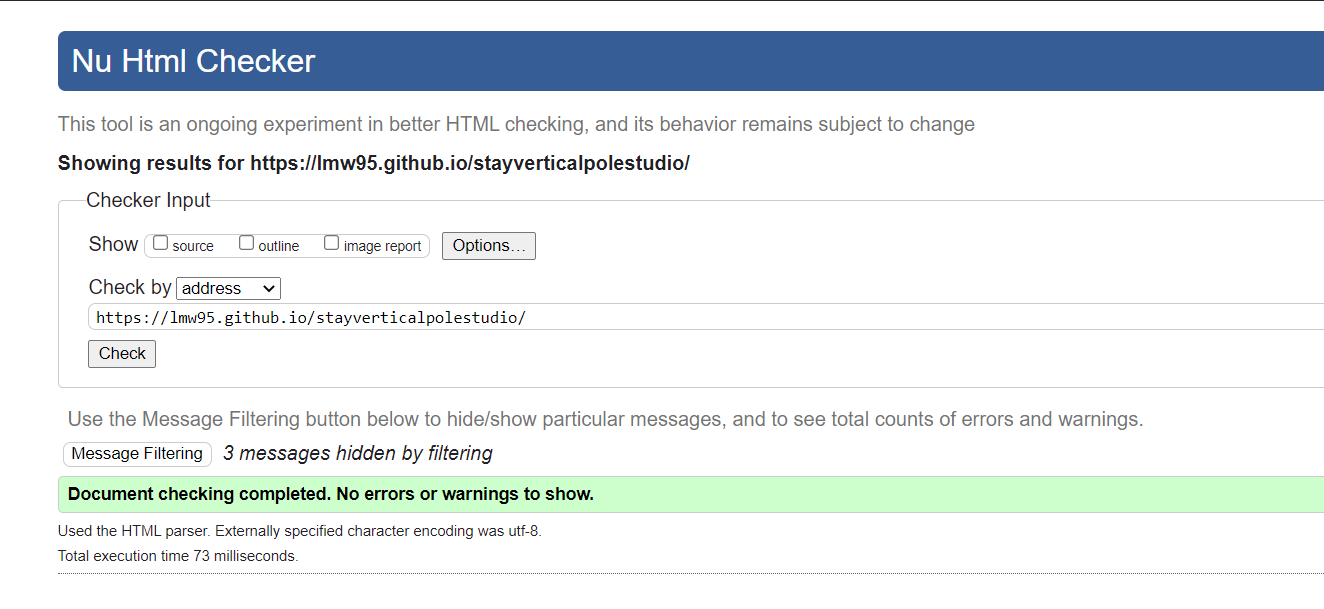 Nu Html Checker
This tool is an ongoing experiment in better HTML checking, and its behavior remains subject to change
Showing results for https://lmw95.github.io/stayverticalpolestudio/
Checker Input
Show source outline image report Options...
Check by address
https://lmw95.github.io/stayverticalpolestudio/
Check
Use the Message Filtering button below to hide/show particular messages, and to see total counts of errors and warnings.
Message Filtering 3 messages hidden by filtering
Document checking completed. No errors or warnings to show.
Used the HTML parser. Externally specified character encoding was utf-8.
Total execution time 73 milliseconds.